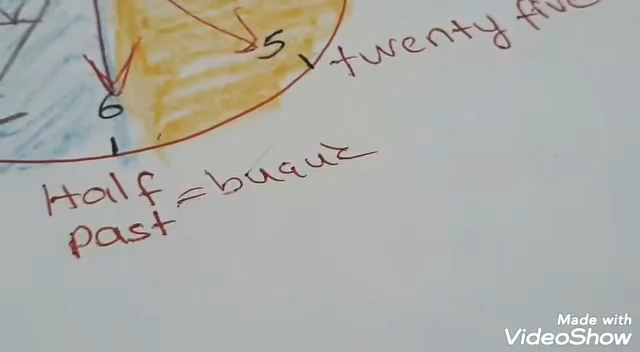 5
twenty five
6
Half = buçuk
past
Made with
VideoShow